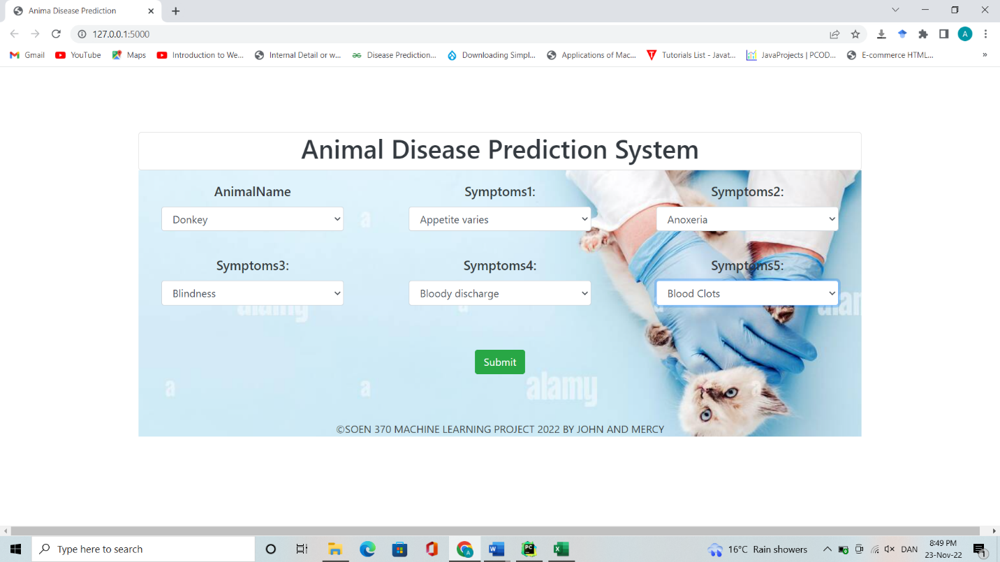 Anima Disease Prediction
127.0.0.1:5000
A
Gmail YouTube Maps Introduction to We... Internal Detail or w... Disease Prediction... Downloading Simpl... Applications of Mac... Tutorials List - Javat... JavaProjects | PCOD... E-commerce HTML... »
Animal Disease Prediction System
AnimalName Symptoms1: Symptoms2:
Donkey Appetite varies Anoxeria
a
Symptoms3: Symptoms4: Symptoms5:
Blindness Bloody discharge Blood Clots
alamy a alam
Submit
a a alamy a
©SOEN 370 MACHINE LEARNING PROJECT 2022 BY JOHN AND MERCY
Type here to search
16°C Rain showers DAN
8:49 PM
23-Nov-22
1